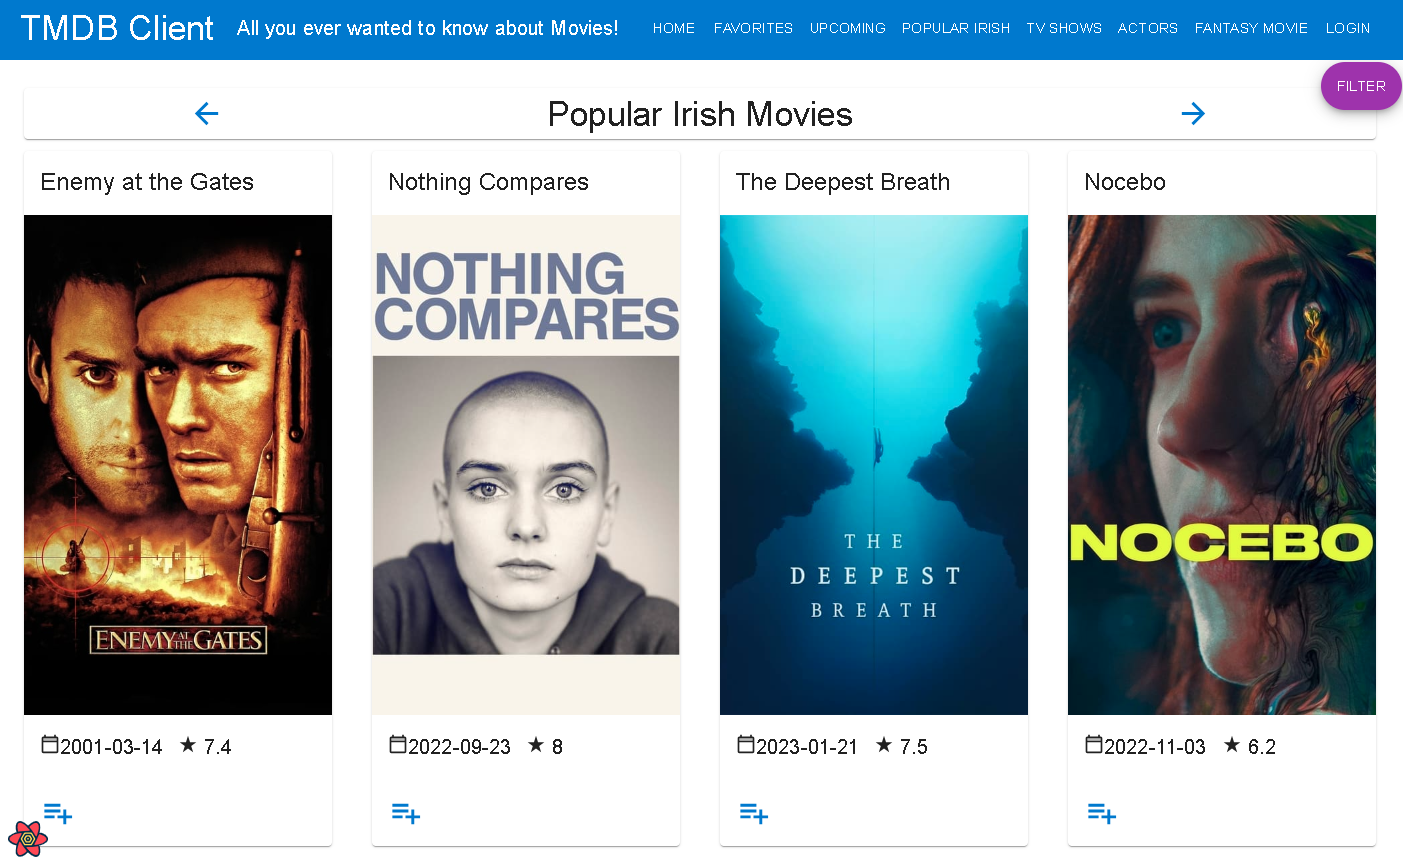 TMDB Client All you ever wanted to know about Movies! HOME FAVORITES UPCOMING POPULAR IRISH TV SHOWS ACTORS FANTASY MOVIE LOGIN
FILTER
Popular Irish Movies
Enemy at the Gates
Nothing Compares
The Deepest Breath
Nocebo
ENEMY AT THE GATES
NOTHING
COMPARES
THE
DEEPEST
BREATH
NOCEBO
2001-03-14 ★ 7.4
2022-09-23 ★ 8
2023-01-21 ★ 7.5
2022-11-03 ★ 6.2